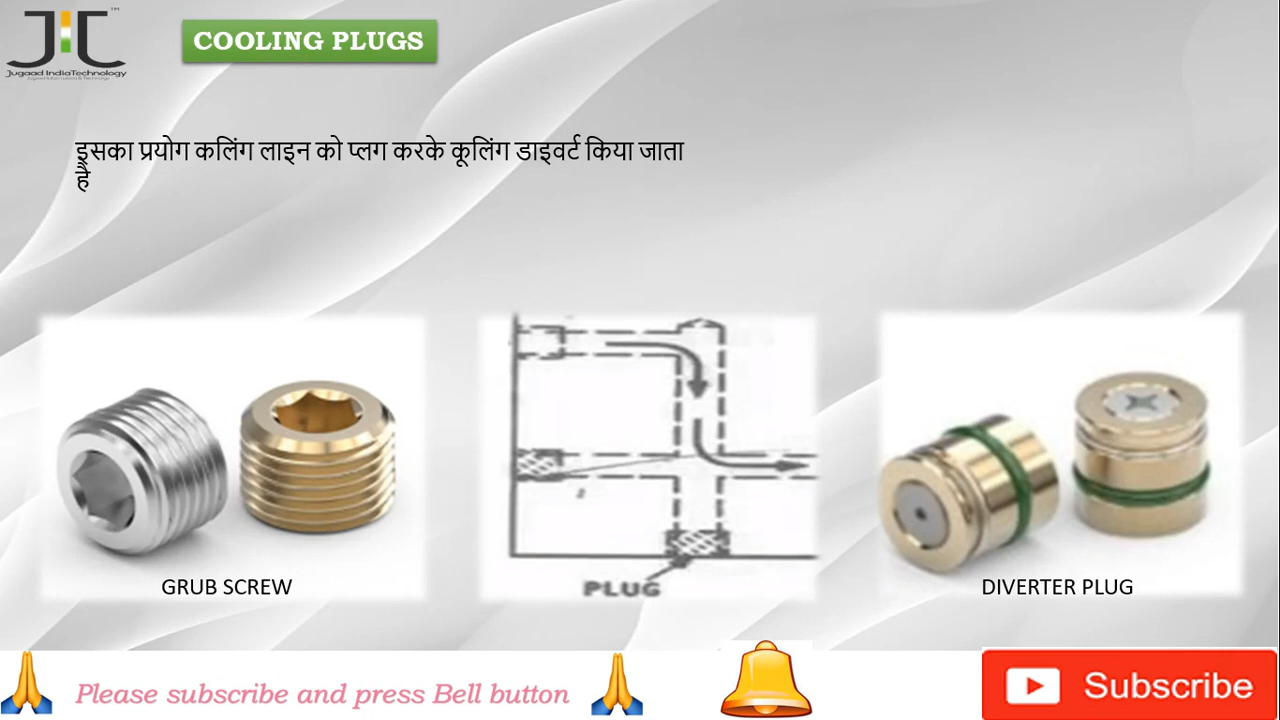 JIC™
Jugaad IndiaTechnology
COOLING PLUGS
इसका प्रयोग कलिंग लाइन को प्लग करके कूलिंग डाइवर्ट किया जाता
है
PLUG
GRUB SCREW
DIVERTER PLUG
Please subscribe and press Bell button
Subscribe